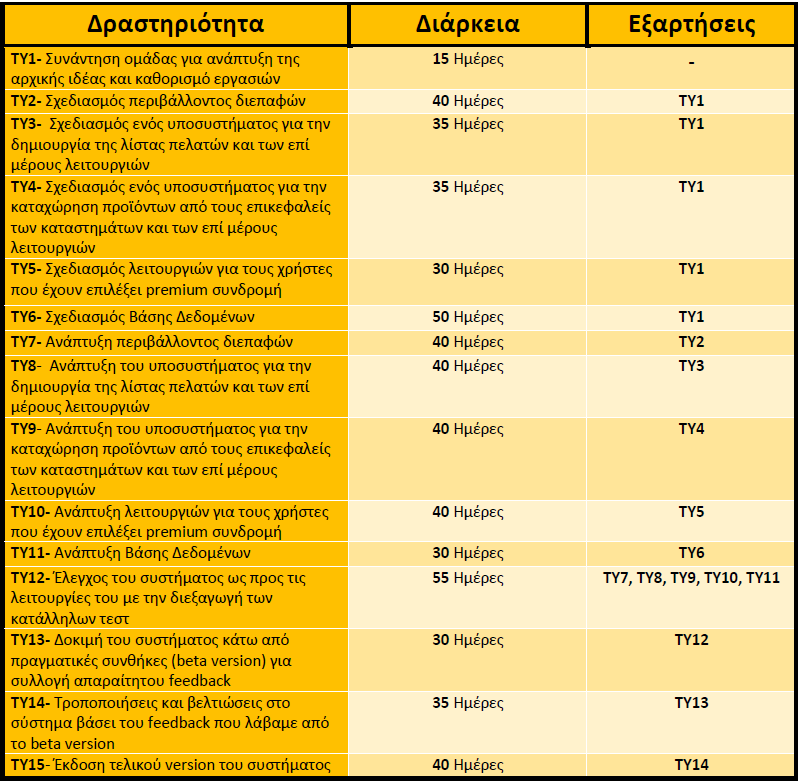 Δραστηριότητα Διάρκεια Εξαρτήσεις
ΤΥ1- Συνάντηση ομάδας για ανάπτυξη της 15 Ημέρες -
αρχικής ιδέας και καθορισμό εργασιών
ΤΥ2- Σχεδιασμός περιβάλλοντος διεπαφών 40 Ημέρες ΤΥ1
ΤΥ3- Σχεδιασμός ενός υποσυστήματος για την 35 Ημέρες ΤΥ1
δημιουργία της λίστας πελατών και των επί
μέρους λειτουργιών
ΤΥ4- Σχεδιασμός ενός υποσυστήματος για την 35 Ημέρες ΤΥ1
καταχώρηση προϊόντων από τους επικεφαλείς
των καταστημάτων και των επί μέρους
λειτουργιών
ΤΥ5- Σχεδιασμός λειτουργιών για τους χρήστες 30 Ημέρες ΤΥ1
που έχουν επιλέξει premium συνδρομή
ΤΥ6- Σχεδιασμός Βάσης Δεδομένων 50 Ημέρες ΤΥ1
ΤΥ7- Ανάπτυξη περιβάλλοντος διεπαφών 40 Ημέρες ΤΥ2
ΤΥ8- Ανάπτυξη του υποσυστήματος για την 40 Ημέρες ΤΥ3
δημιουργία της λίστας πελατών και των επί
μέρους λειτουργιών
ΤΥ9- Ανάπτυξη του υποσυστήματος για την 40 Ημέρες ΤΥ4
καταχώρηση προϊόντων από τους επικεφαλείς
των καταστημάτων και των επί μέρους
λειτουργιών
ΤΥ10- Ανάπτυξη λειτουργιών για τους χρήστες 40 Ημέρες ΤΥ5
που έχουν επιλέξει premium συνδρομή
ΤΥ11- Ανάπτυξη Βάσης Δεδομένων 30 Ημέρες ΤΥ6
ΤΥ12- Έλεγχος του συστήματος ως προς τις 55 Ημέρες ΤΥ7, ΤΥ8, ΤΥ9, ΤΥ10, ΤΥ11
λειτουργίες του με την διεξαγωγή των
κατάλληλων τεστ
ΤΥ13- Δοκιμή του συστήματος κάτω από 30 Ημέρες ΤΥ12
πραγματικές συνθήκες (beta version) για
συλλογή απαραίτητου feedback
ΤΥ14- Τροποποιήσεις και βελτιώσεις στο 35 Ημέρες ΤΥ13
σύστημα βάσει του feedback που λάβαμε από
το beta version
ΤΥ15- Έκδοση τελικού version του συστήματος 40 Ημέρες ΤΥ14